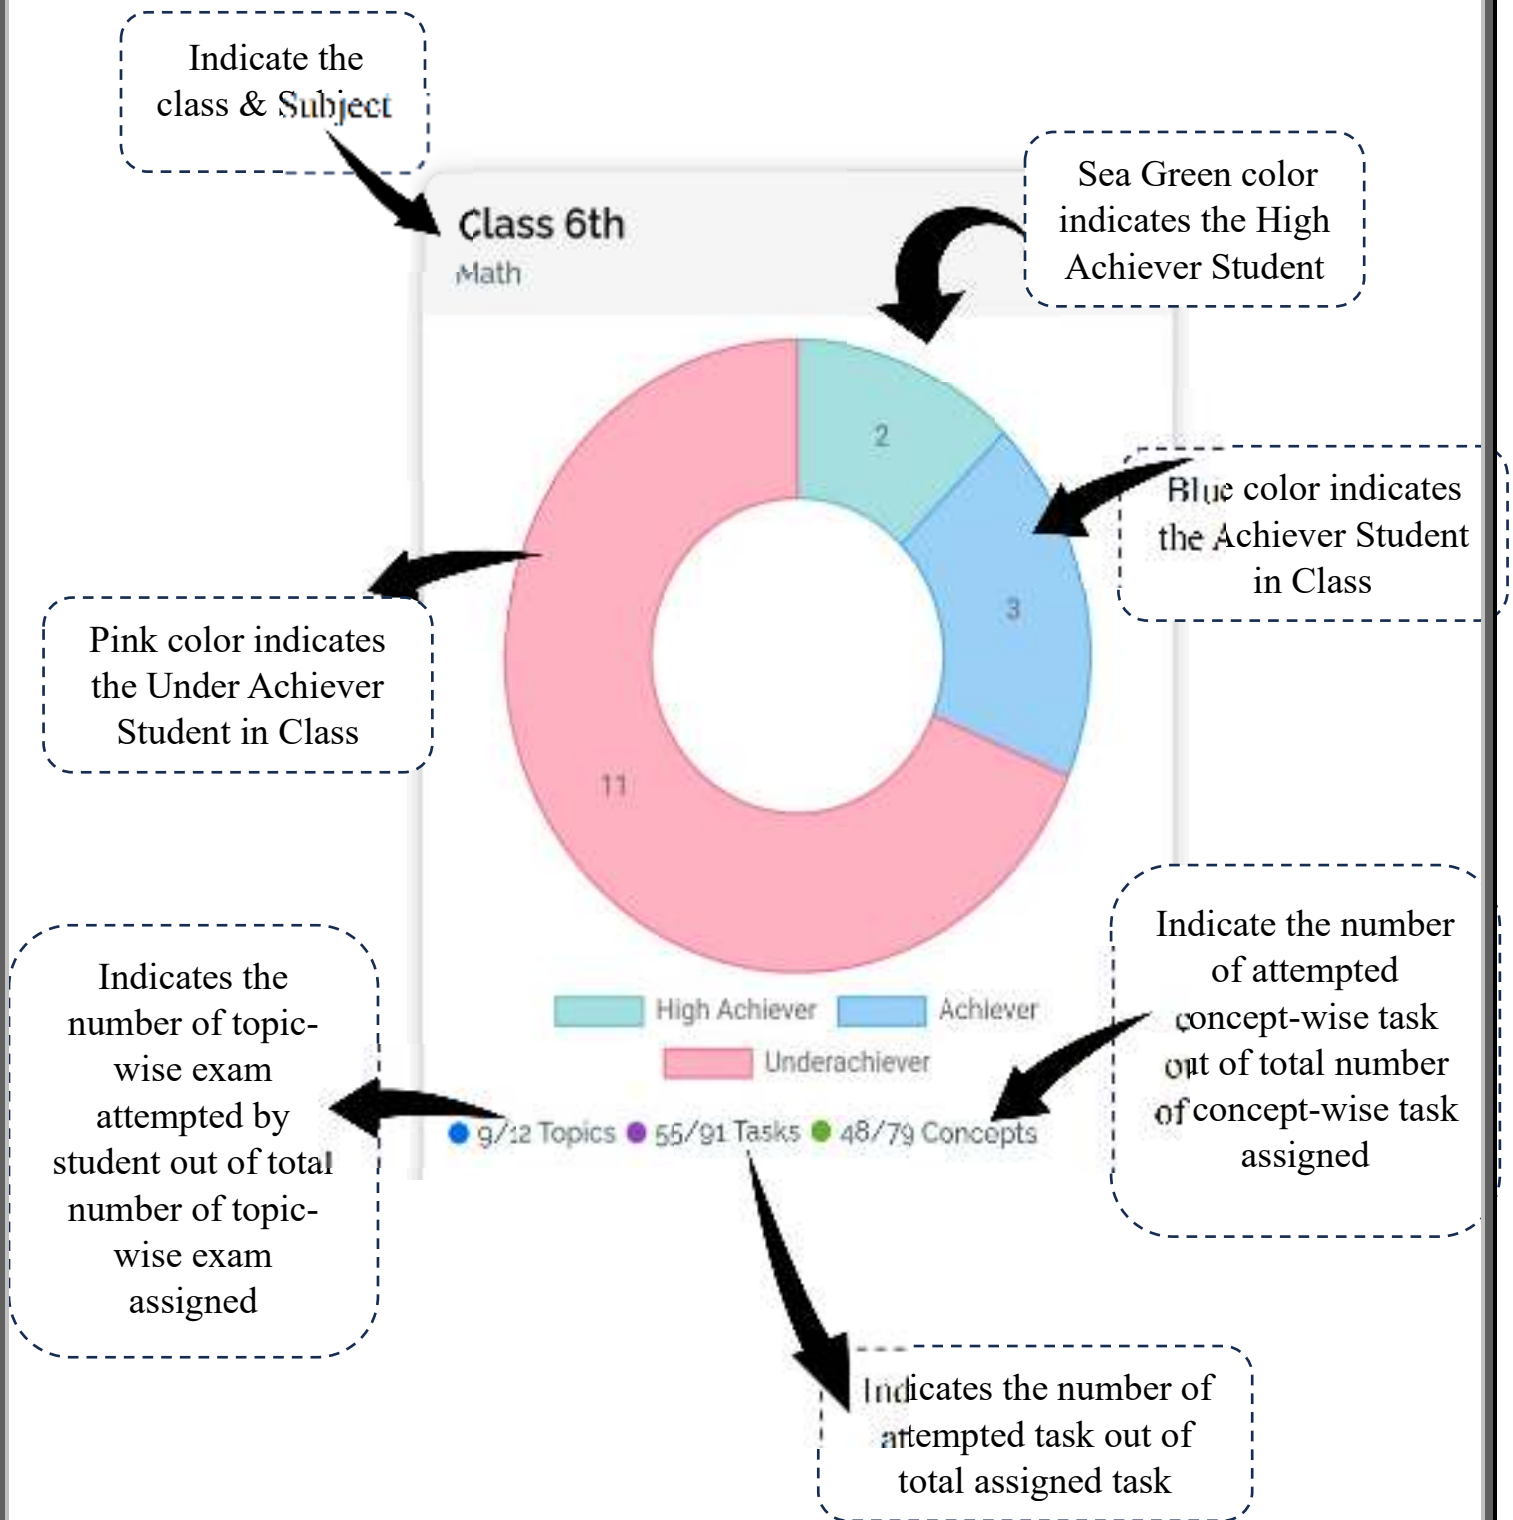 Indicate the
class & Subject
Sea Green color
indicates the High
Achiever Student
Class 6th
Math
2
Blue color indicates
the Achiever Student
in Class
3
Pink color indicates
the Under Achiever
Student in Class
11
Indicate the number
of attempted
concept-wise task
out of total number
of concept-wise task
assigned
Indicates the
number of topic-
wise exam
attempted by
student out of total
number of topic-
wise exam
assigned
High Achiever Achiever
Underachiever
9/12 Topics 55/91 Tasks 48/79 Concepts
Indicates the number of
attempted task out of
total assigned task